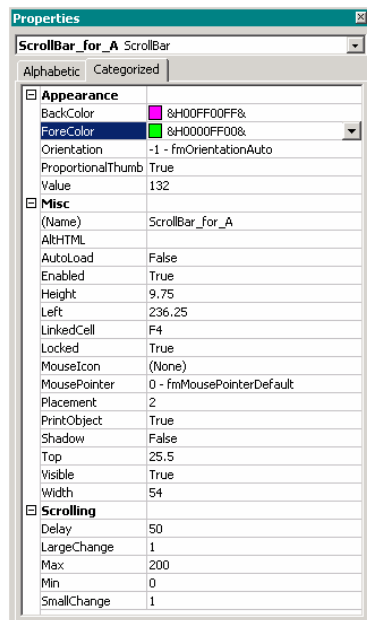 Properties
ScrollBar_for_A ScrollBar
Alphabetic Categorized
Appearance
BackColor &H00FF00FF&
ForeColor &H0000FF00&
Orientation -1 - fmOrientationAuto
ProportionalThumb True
Value 132
Misc
(Name) ScrollBar_for_A
AltHTML
AutoLoad False
Enabled True
Height 9.75
Left 236.25
LinkedCell F4
Locked True
MouseIcon (None)
MousePointer 0 - fmMousePointerDefault
Placement 2
PrintObject True
Shadow False
Top 25.5
Visible True
Width 54
Scrolling
Delay 50
LargeChange 1
Max 200
Min 0
SmallChange 1